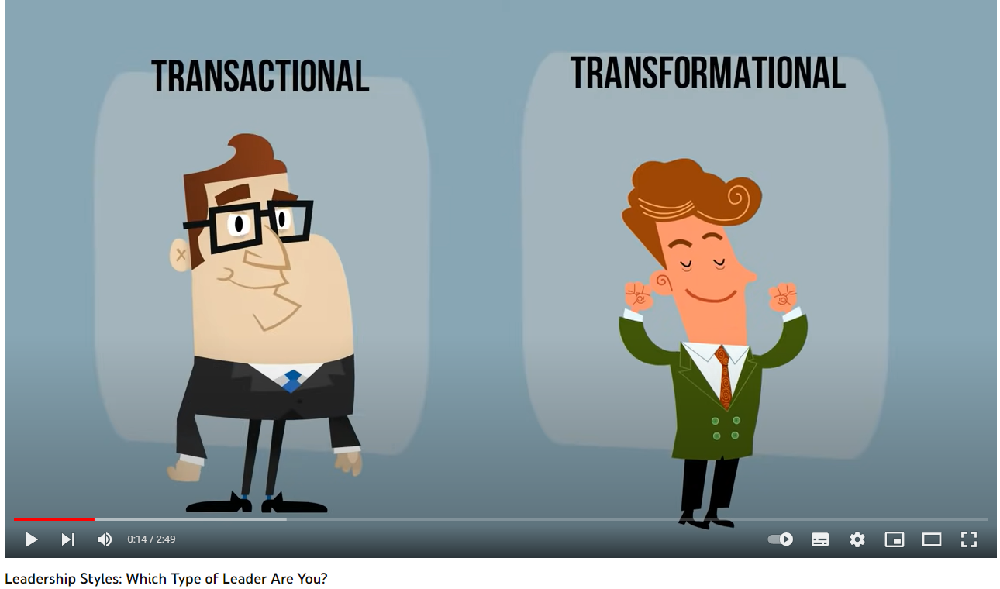 TRANSACTIONAL
TRANSFORMATIONAL
0:14 / 2:49
Leadership Styles: Which Type of Leader Are You?